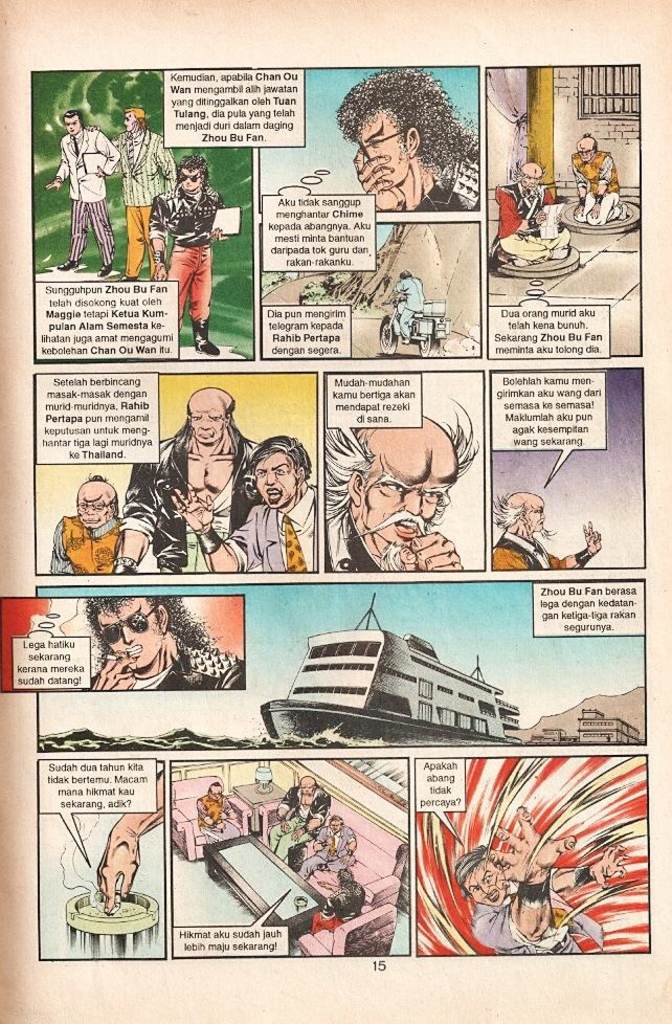 Kemudian, apabila Chan Ou
Wan mengambil alih jawatan
yang ditinggalkan oleh Tuan
Tulang, dia pula yang telah
menjadi duri dalam daging
Zhou Bu Fan.
Sungguhpun Zhou Bu Fan
telah disokong kuat oleh
Maggie tetapi Ketua Kum-
pulan Alam Semesta ke-
lihatan juga amat mengagumi
kebolehan Chan Ou Wan itu.
Aku tidak sanggup
menghantar Chime
kepada abangnya. Aku
mesti minta bantuan
daripada tok guru dan
rakan-rakanku.
Dia pun mengirim
telegram kepada
Rahib Pertapa
dengan segera.
Dua orang murid aku
telah kena bunuh.
Sekarang Zhou Bu Fan
meminta aku tolong dia.
Setelah berbincang
masak-masak dengan
murid-muridnya, Rahib
Pertapa pun mengamil
keputusan untuk meng-
hantar tiga lagi muridnya
ke Thailand.
Mudah-mudahan
kamu bertiga akan
mendapat rezeki
di sana.
Bolehlah kamu men-
girimkan aku wang dari
semasa ke semasa!
Maklumlah aku pun
agak kesempitan
wang sekarang.
Lega hatiku
sekarang
kerana mereka
sudah datang!
Zhou Bu Fan berasa
lega dengan kedatan-
gan ketiga-tiga rakan
segurunya.
Sudah dua tahun kita
tidak bertemu. Macam
mana hikmat kau
sekarang, adik?
Hikmat aku sudah jauh
lebih maju sekarang!
Apakah
abang
tidak
percaya?
15